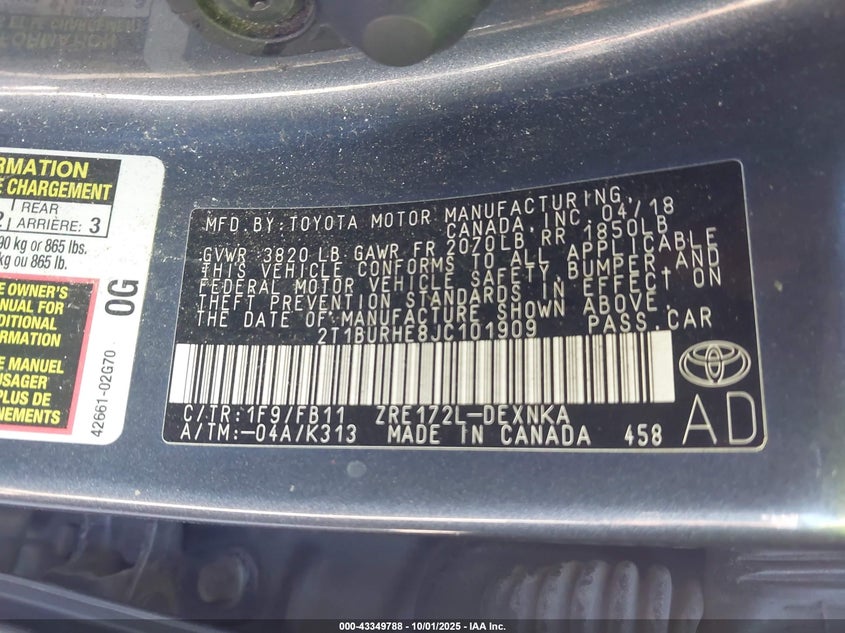 RMATION
E CHARGEMENT
REAR
ARRIÈRE: 3
90 kg or 865 lbs.
kg ou 865 lb.
E OWNER'S
ANUAL FOR
DITIONAL
ORMATION
E MANUEL
USAGER
PLUS DE
NEMENTS
0G
42661-02G70
MFD.BY:TOYOTA MOTOR MANUFACTURING,
CANADA, INC. 04/18
GVWR 3820 LB GAWR FR 2070LB RR 1850LB
THIS VEHICLE CONFORMS TO ALL APPLICABLE
FEDERAL MOTOR VEHICLE SAFETY, BUMPER AND
THEFT PREVENTION STANDARDS IN EFFECT ON
THE DATE OF MANUFACTURE SHOWN ABOVE.
2T1BURHE8JC101909 PASS.CAR
C/TR:1F9/FB11 ZRE172L-DEXNKA
A/TM:-04A/K313 MADE IN CANADA 458
AD
000-43349788 - 10/01/2025 - IAA Inc.